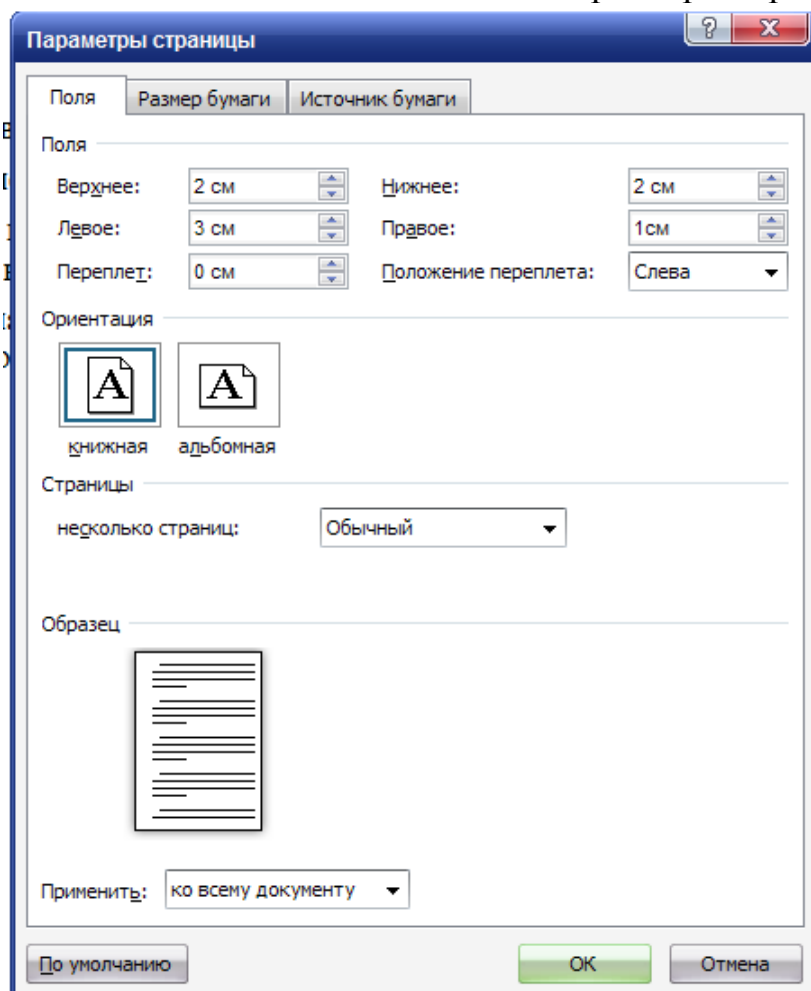 Параметры страницы
Поля Размер бумаги Источник бумаги
Поля
Верхнее: 2 см Нижнее: 2 см
Левое: 3 см Правое: 1см
Переплет: 0 см Положение переплета: Слева
Ориентация
A A
книжная альбомная
Страницы
несколько страниц: Обычный
Образец
Применить: ко всему документу
По умолчанию ОК Отмена